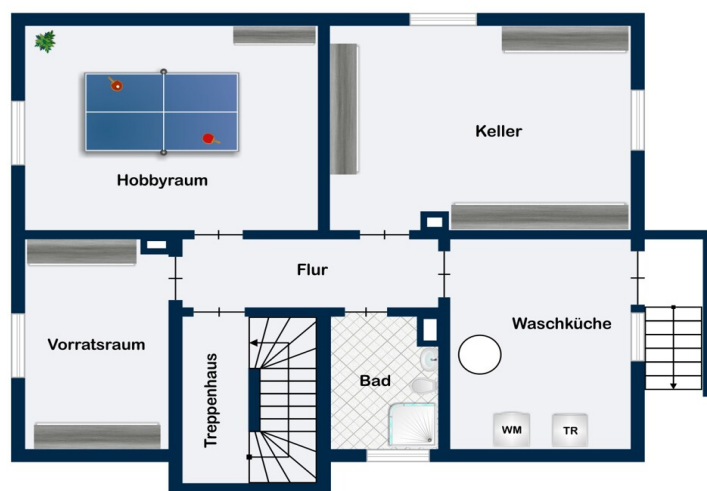 Keller
Hobbyraum
Flur
Vorratsraum
Treppenhaus
Bad
Waschküche
WM
TR